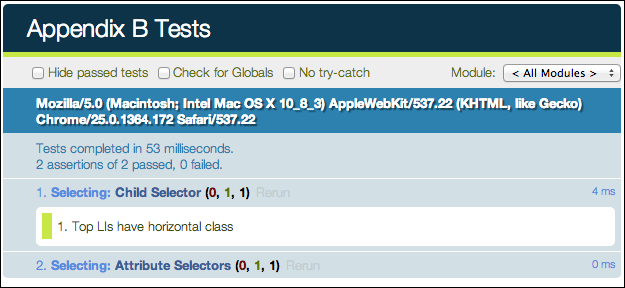 Appendix B Tests
Hide passed tests Check for Globals No try-catch Module: < All Modules >
Mozilla/5.0 (Macintosh; Intel Mac OS X 10_8_3) AppleWebKit/537.22 (KHTML, like Gecko)
Chrome/25.0.1364.172 Safari/537.22
Tests completed in 53 milliseconds.
2 assertions of 2 passed, 0 failed.
1. Selecting: Child Selector (0, 1, 1) Rerun 4 ms
1. Top LIs have horizontal class
2. Selecting: Attribute Selectors (0, 1, 1) Rerun 0 ms